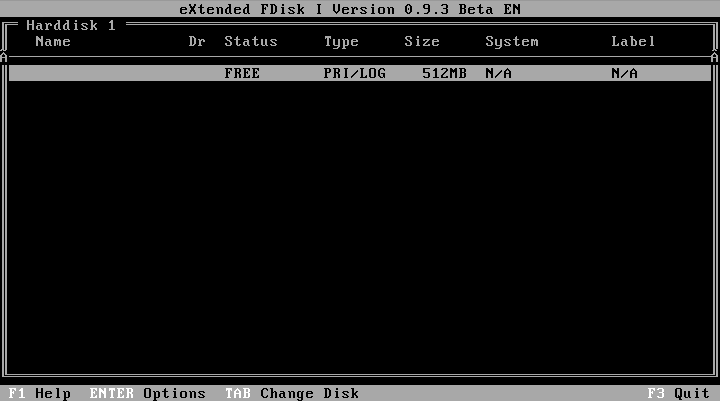 eXtended FDisk I Version 0.9.3 Beta EN
Harddisk 1
Name Dr Status Type Size System Label
A A
FREE PRI/LOG 512MB N/A N/A
F1 Help ENTER Options TAB Change Disk F3 Quit